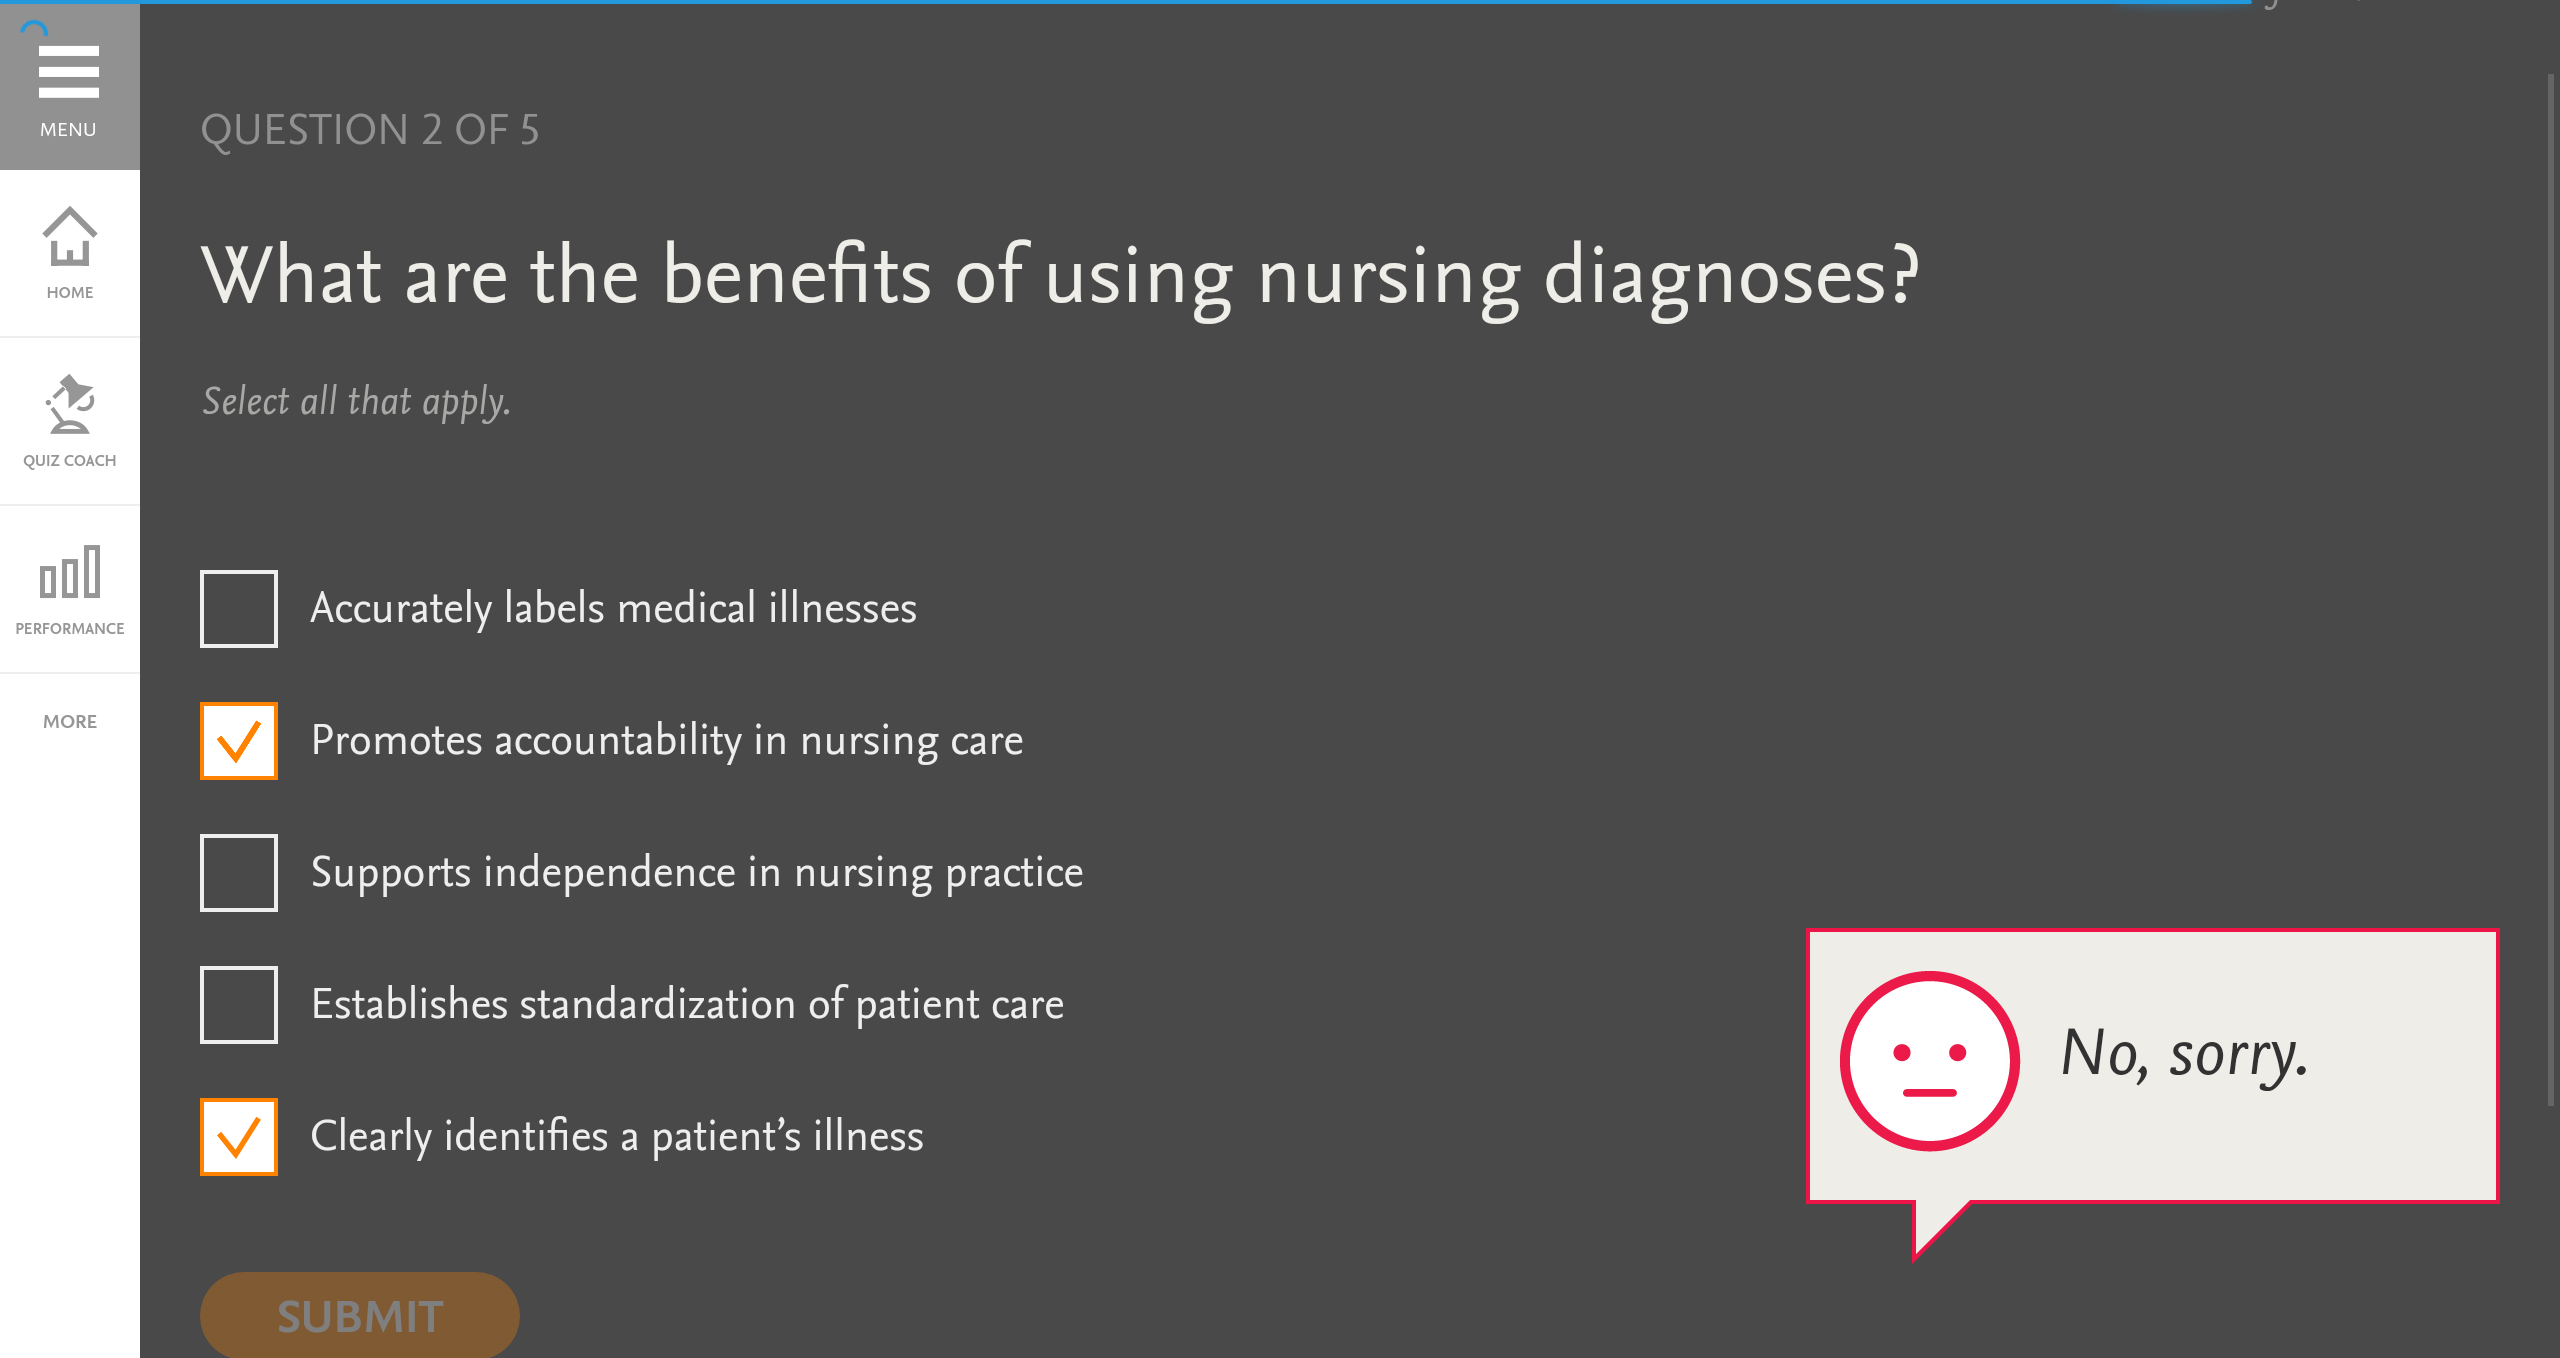 MENU
HOME
QUIZ COACH
PERFORMANCE
MORE
QUESTION 2 OF 5
What are the benefits of using nursing diagnoses?
Select all that apply.
Accurately labels medical illnesses
Promotes accountability in nursing care
Supports independence in nursing practice
Establishes standardization of patient care
Clearly identifies a patient’s illness
No, sorry.
SUBMIT